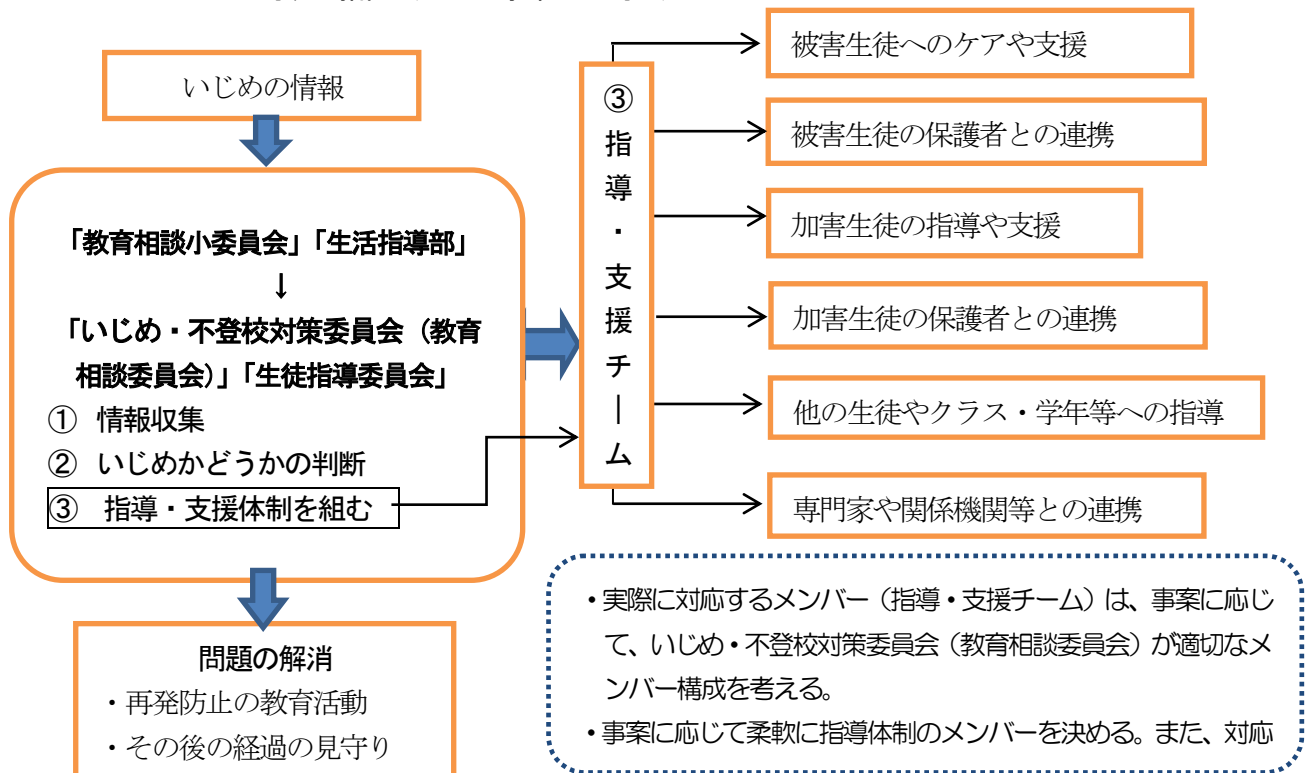 いじめの情報
「教育相談小委員会」「生活指導部」
↓
「いじめ・不登校対策委員会（教育
相談委員会）」「生徒指導委員会」
① 情報収集
② いじめかどうかの判断
③ 指導・支援体制を組む
問題の解消
・再発防止の教育活動
・その後の経過の見守り
③指導・支援チーム
被害生徒へのケアや支援
被害生徒の保護者との連携
加害生徒の指導や支援
加害生徒の保護者との連携
他の生徒やクラス・学年等への指導
専門家や関係機関等との連携
・実際に対応するメンバー（指導・支援チーム）は、事案に応じ
て、いじめ・不登校対策委員会（教育相談委員会）が適切なメ
ンバー構成を考える。
・事案に応じて柔軟に指導体制のメンバーを決める。また、対応